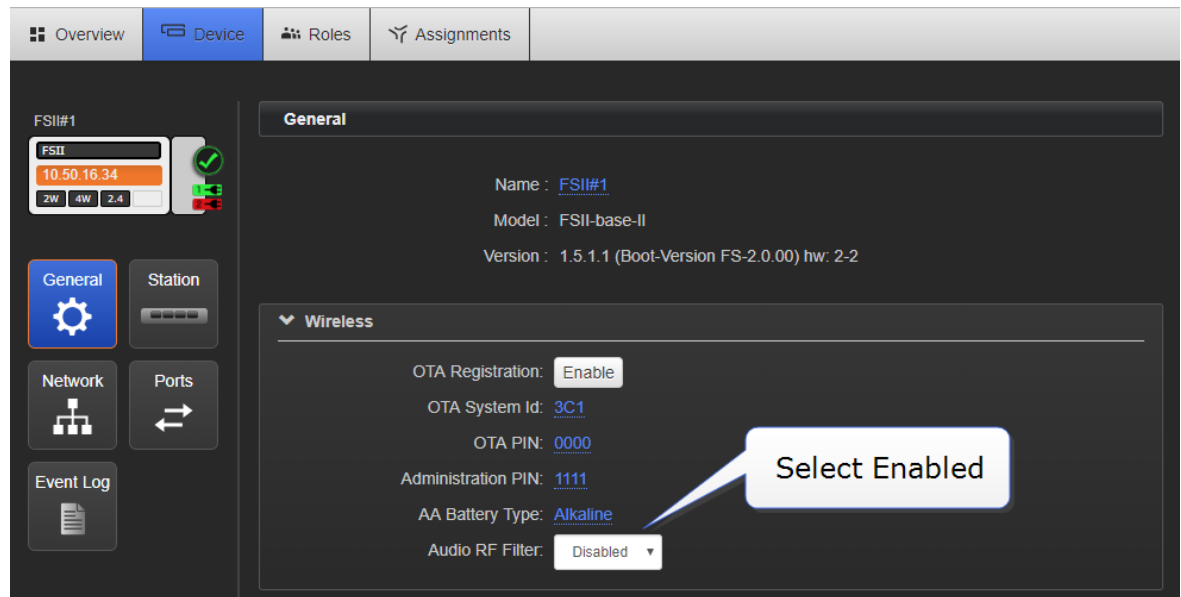 Overview Device Roles Assignments
FSII#1
FSII
10.50.16.34
2W 4W 2.4
1
2
General Station
Network Ports
Event Log
General
Name : FSII#1
Model : FSII-base-II
Version : 1.5.1.1 (Boot-Version FS-2.0.00) hw: 2-2
Wireless
OTA Registration: Enable
OTA System Id: 3C1
OTA PIN: 0000
Administration PIN: 1111
AA Battery Type: Alkaline
Audio RF Filter: Disabled
Select Enabled